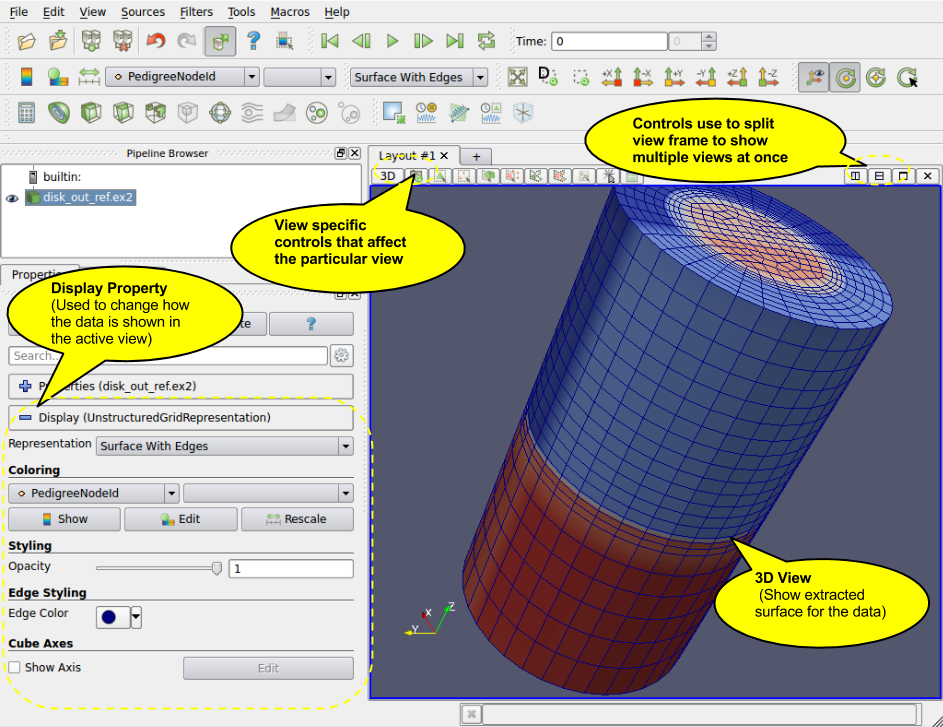 File Edit View Sources Filters Tools Macros Help
Time: 0 0
PedigreeNodeId Surface With Edges
+X -X +Y -Y +Z -Z
Controls use to split
view frame to show
multiple views at once
Pipeline Browser
Layout #1 +
builtin:
3D
disk_out_ref.ex2
View specific
controls that affect
the particular view
Display Property
(Used to change how
the data is shown in
the active view)
Search...
(disk_out_ref.ex2)
Display (UnstructuredGridRepresentation)
Representation Surface With Edges
Coloring
PedigreeNodeId
Show Edit Rescale
Styling
Opacity 1
3D View
(Show extracted
surface for the data)
Edge Styling
Edge Color
X Z
Y
Cube Axes
Show Axis Edit